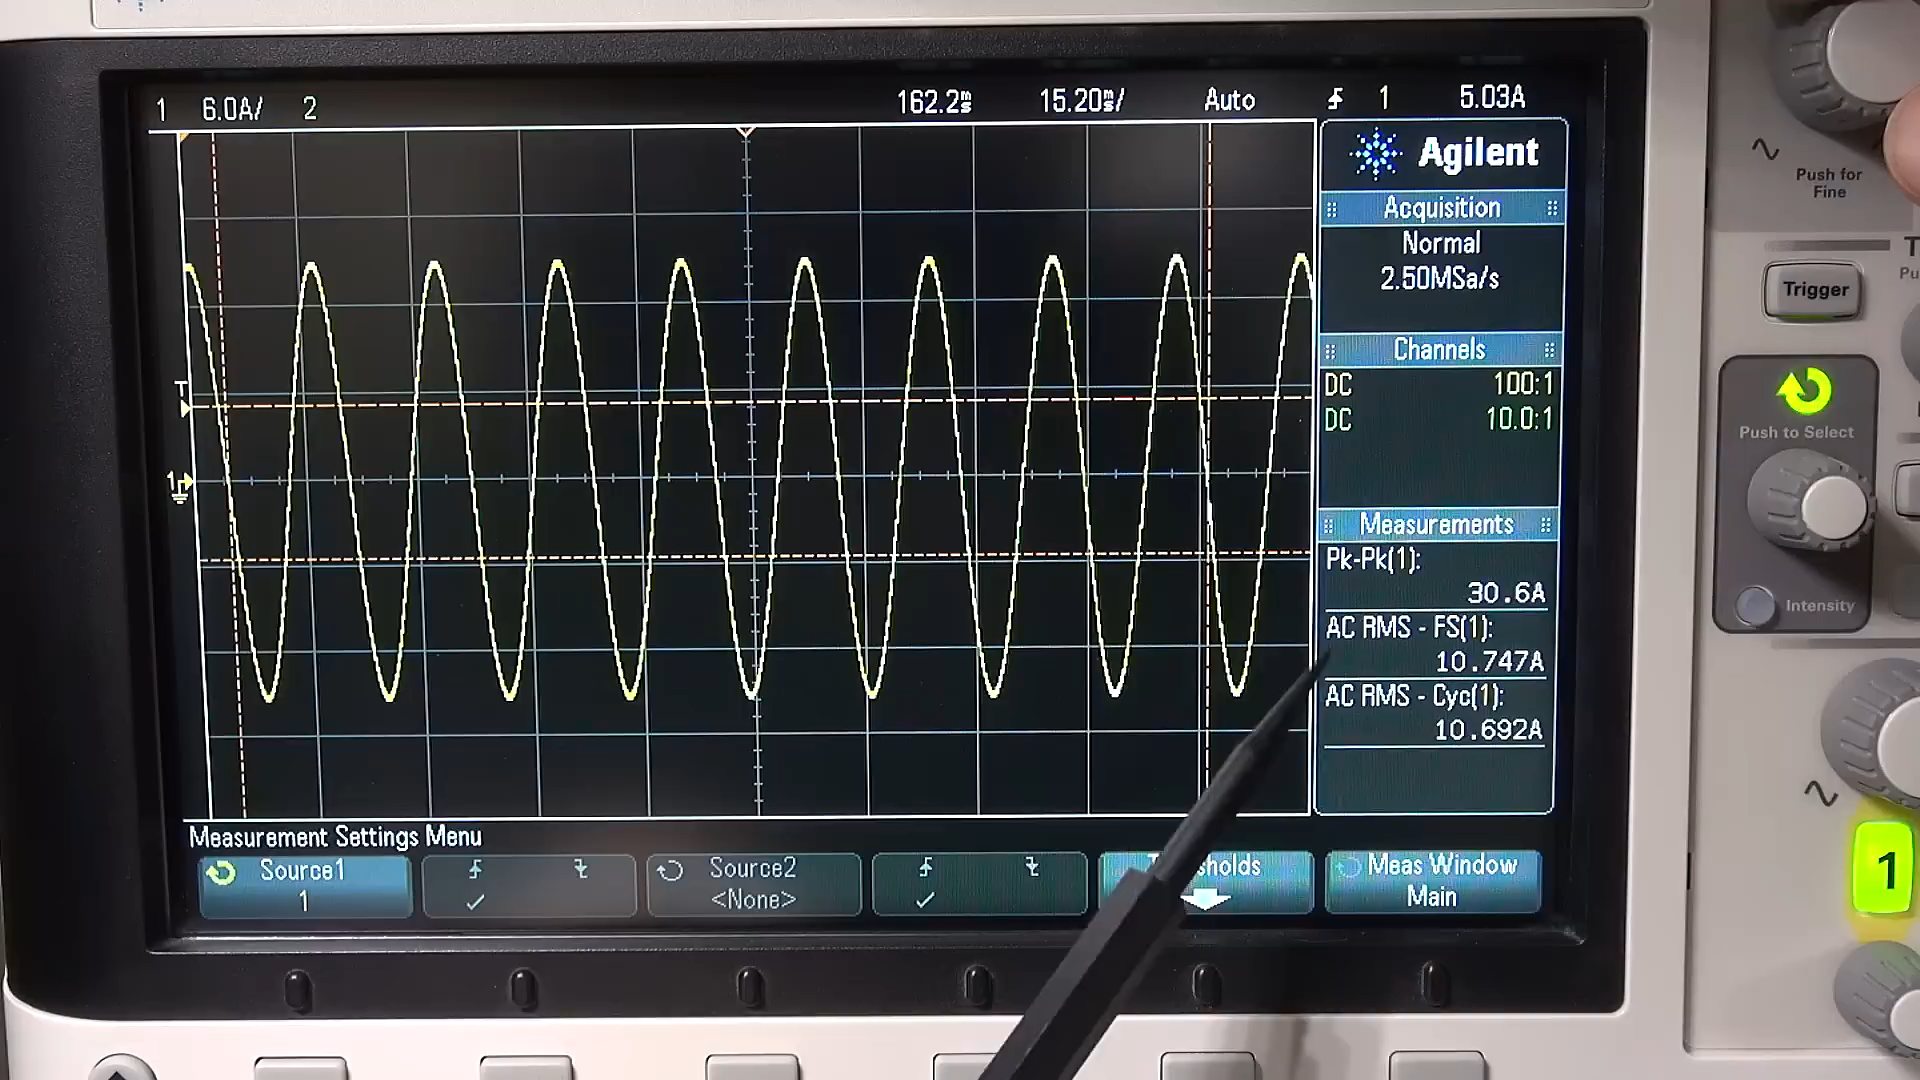 1 6.0A/ 2 162.2ms 15.20ms/ Auto 1 5.03A
Agilent
Acquisition
Normal
2.50MSa/s
Channels
DC 100:1
DC 10.0:1
Measurements
Pk-Pk(1):
30.6A
AC RMS - FS(1):
10.747A
AC RMS - Cyc(1):
10.692A
T
1
Measurement Settings Menu
Source1
1
Source2
<None>
sholds
Meas Window
Main
Push for
Fine
Trigger
Push to Select
Intensity
1